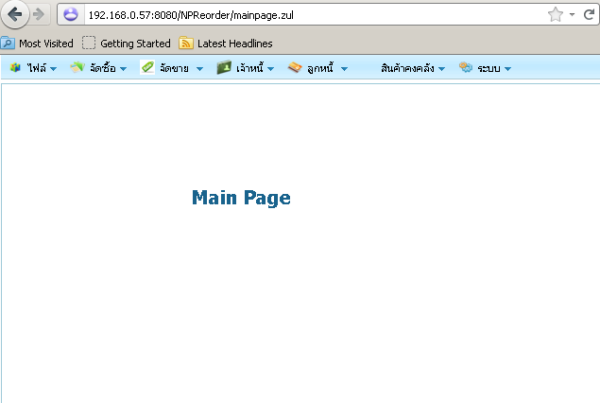 192.168.0.57:8080/NPReorder/mainpage.zul
Most Visited Getting Started Latest Headlines
ไฟล์ จัดซื้อ จัดขาย เจ้าหนี้ ลูกหนี้ สินค้าคงคลัง ระบบ
Main Page